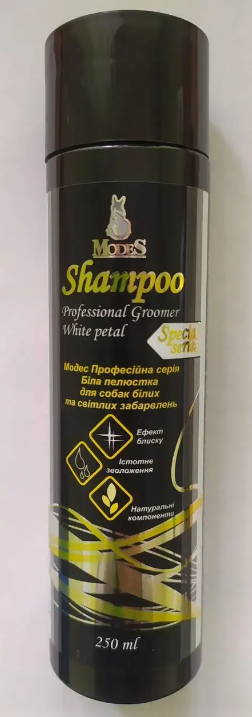 MODES
Shampoo
Professional Groomer
White petal
Special
series
Модес Професійна серія
Біла пелюстка
для собак білих
та світлих забарвлень
Ефект
блиску
Істотне
зволоження
Натуральні
компоненти
250 ml